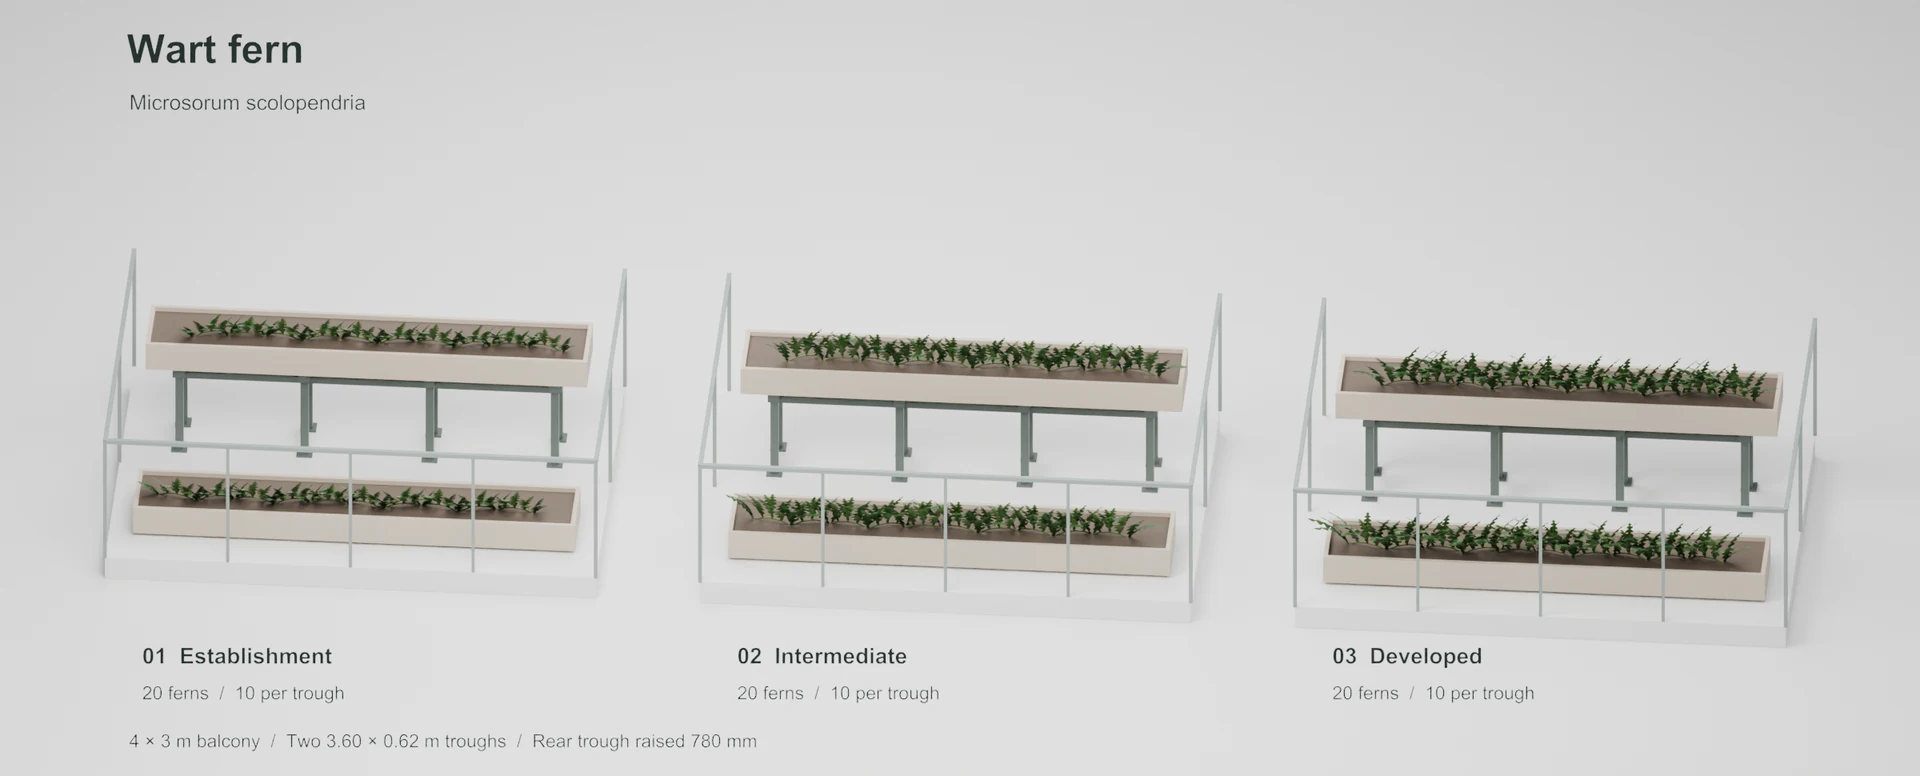 Wart fern
Microsorum scolopendria
01 Establishment
20 ferns / 10 per trough
02 Intermediate
20 ferns / 10 per trough
03 Developed
20 ferns / 10 per trough
4 × 3 m balcony / Two 3.60 × 0.62 m troughs / Rear trough raised 780 mm